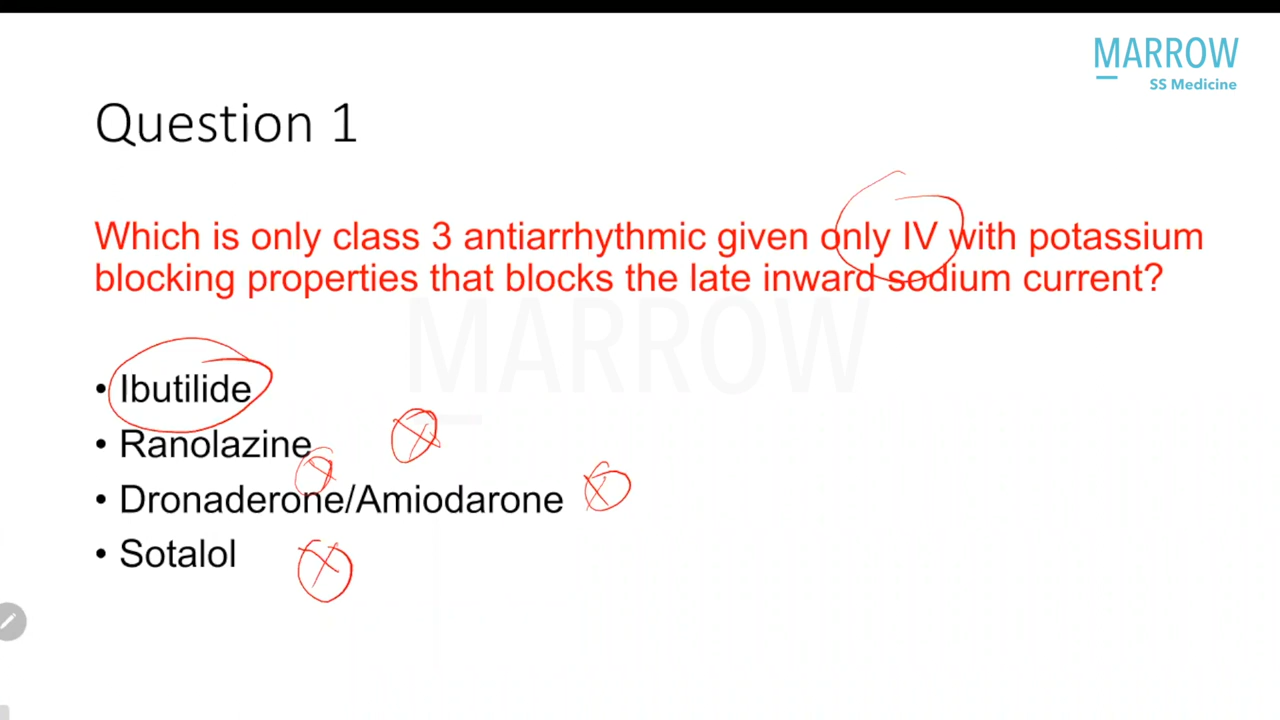 MARROW
SS Medicine
Question 1
Which is only class 3 antiarrhythmic given only IV with potassium
blocking properties that blocks the late inward sodium current?
MARROW
• Ibutilide
• Ranolazine
• Dronaderone/Amiodarone
• Sotalol